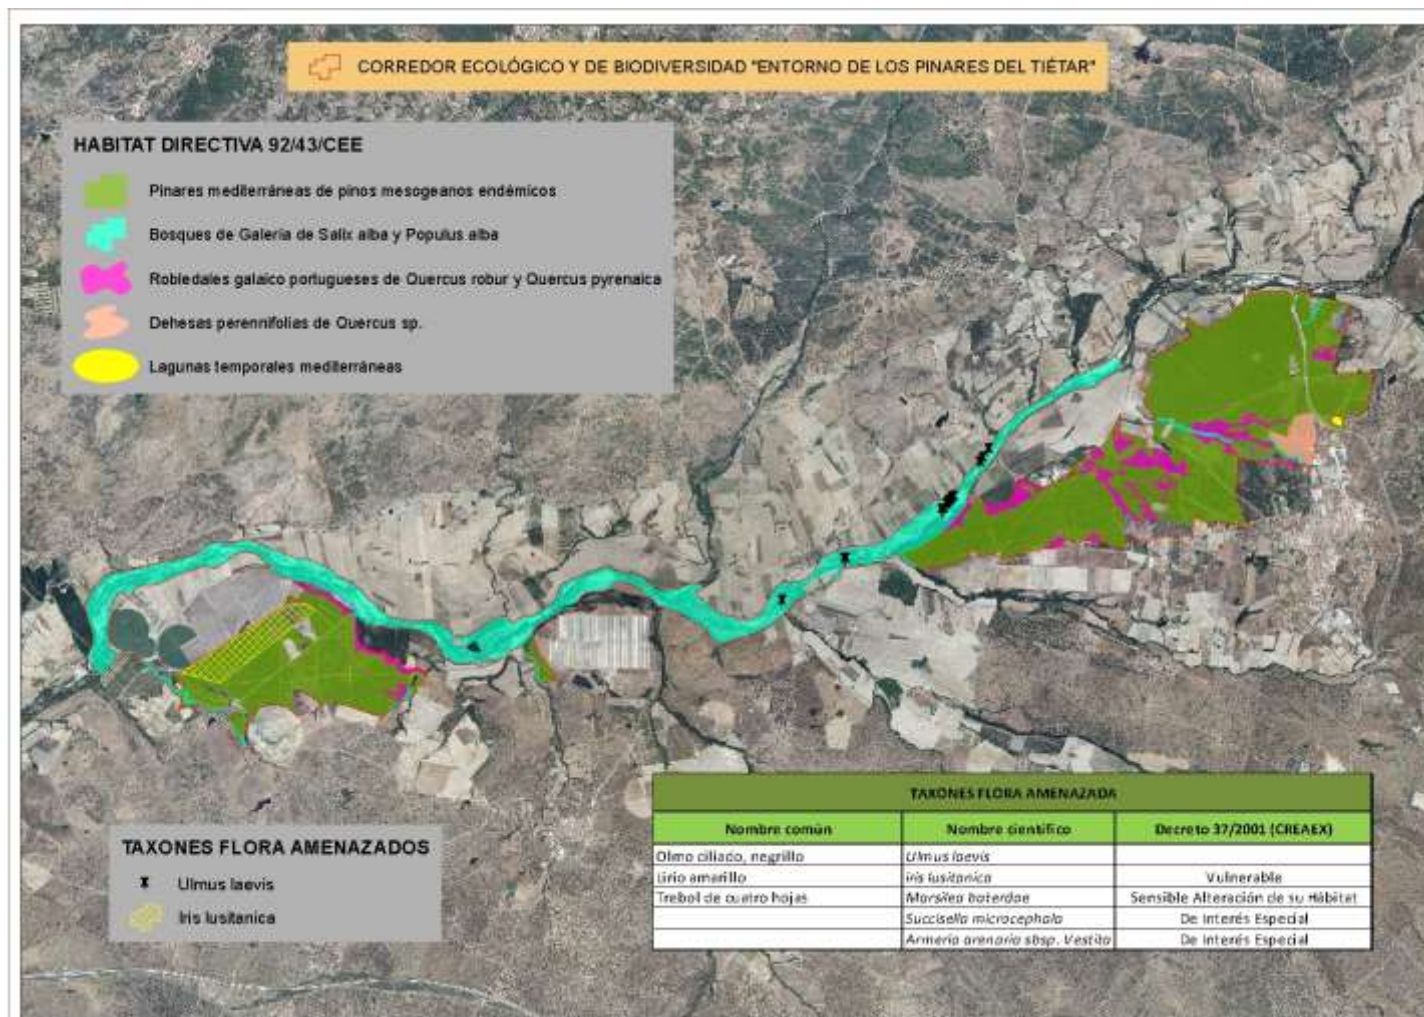 CORREDOR ECOLÓGICO Y DE BIODIVERSIDAD "ENTORNO DE LOS PINARES DEL TIÉTAR"
HABITAT DIRECTIVA 92/43/CEE
Pinares mediterráneas de pinos mesogeanos endémicos
Bosques de Galería de Salix alba y Populus alba
Robledales galaico portugueses de Quercus robur y Quercus pyrenaica
Dehesas perennifolias de Quercus sp.
Lagunas temporales mediterráneas
TAXONES FLORA AMENAZADA
Nombre común Nombre científico Decreto 37/2001 (CREAEX)
Olmo ciliado, negrillo Ulmus laevis
Lirio amarillo Iris lusitanica Vulnerable
Trebol de cuatro hojas Marsilea batardae Sensible Alteración de su Hábitat
Succisella microcephala De Interés Especial
Armeria arenaria sbsp. Vestita De Interés Especial
TAXONES FLORA AMENAZADOS
Ulmus laevis
Iris lusitanica